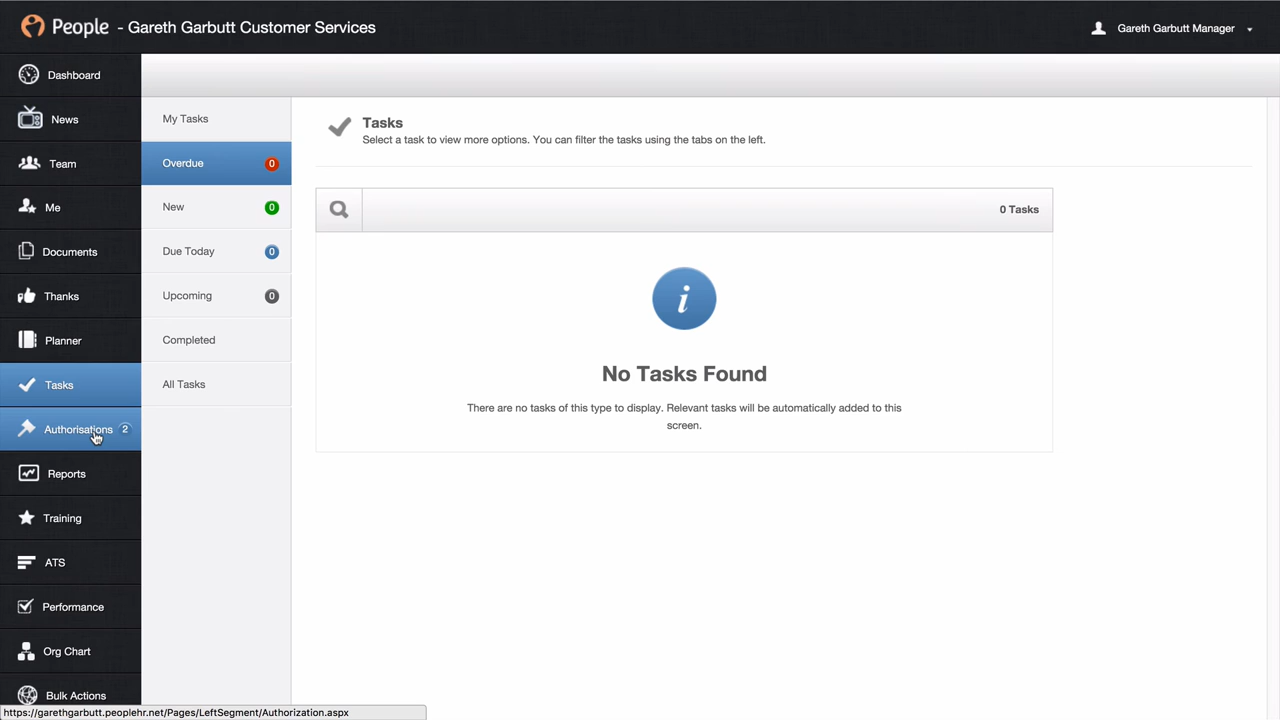 People - Gareth Garbutt Customer Services
Gareth Garbutt Manager
Dashboard
News
Team
Me
Documents
Thanks
Planner
Tasks
Authorisations 2
Reports
Training
ATS
Performance
Org Chart
Bulk Actions
My Tasks
Overdue 0
New 0
Due Today 0
Upcoming 0
Completed
All Tasks
Tasks
Select a task to view more options. You can filter the tasks using the tabs on the left.
0 Tasks
i
No Tasks Found
There are no tasks of this type to display. Relevant tasks will be automatically added to this
screen.
https://garethgarbutt.peoplehr.net/Pages/LeftSegment/Authorization.aspx